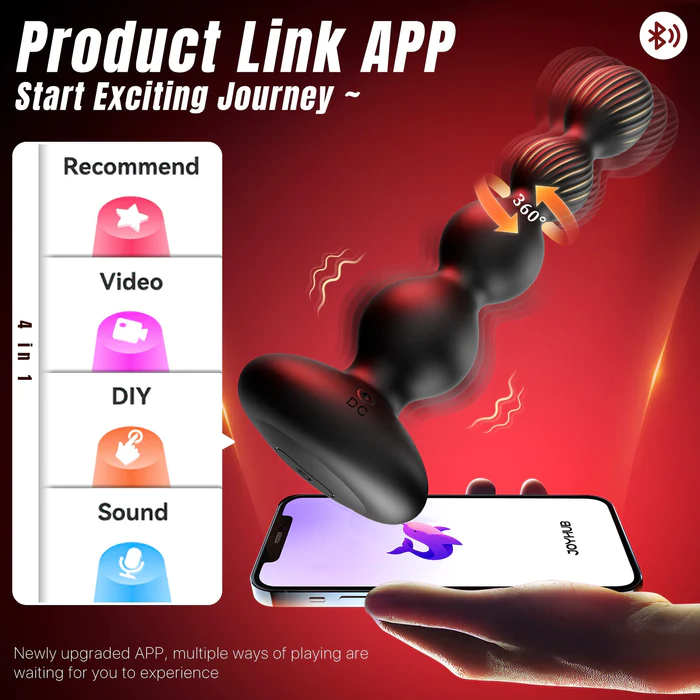 Product Link APP
Start Exciting Journey ~
Recommend
Video
DIY
Sound
4 in 1
360°
DC
JOYHUB
Newly upgraded APP, multiple ways of playing are
waiting for you to experience